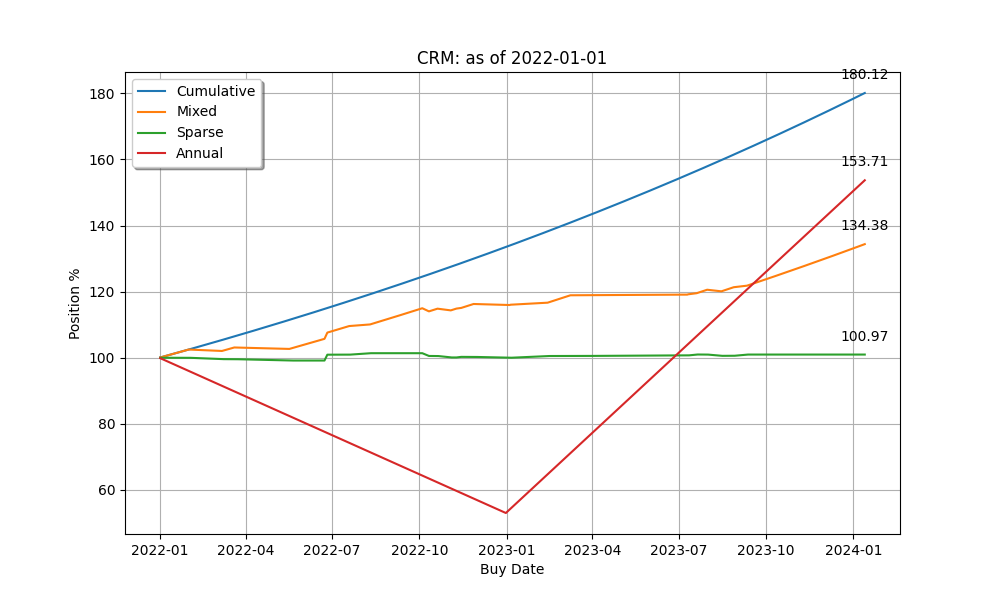 CRM: as of 2022-01-01
180.12
180
Cumulative
Mixed
Sparse
Annual
160
153.71
140
134.38
120
100.97
100
80
60
Position %
2022-01 2022-04 2022-07 2022-10 2023-01 2023-04 2023-07 2023-10 2024-01
Buy Date